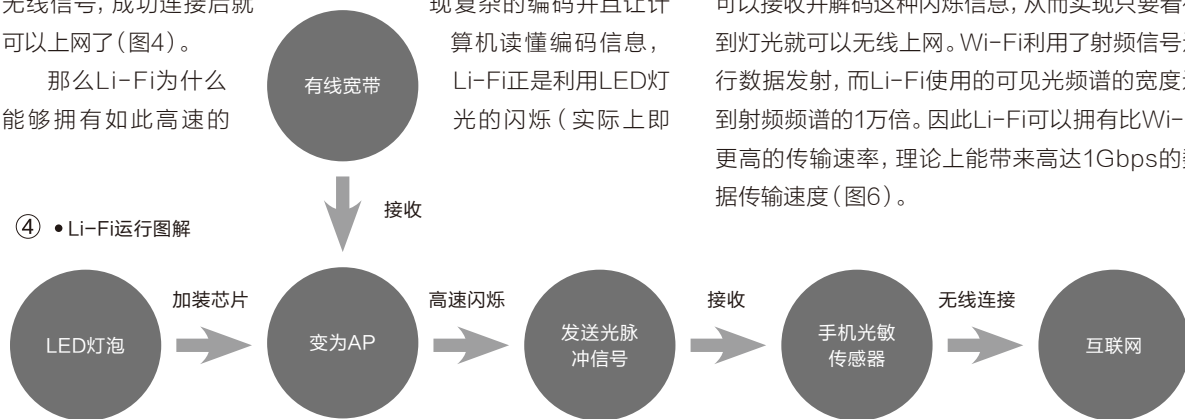 无线信号，成功连接后就
可以上网了（图4）。
那么Li-Fi为什么
能够拥有如此高速的
现复杂的编码并且让计
算机读懂编码信息，
Li-Fi正是利用LED灯
光的闪烁（实际上即
可以接收并解码这种闪烁信息，从而实现只要看
到灯光就可以无线上网。Wi-Fi利用了射频信号
行数据发射，而Li-Fi使用的可见光频谱的宽度
到射频频谱的1万倍。因此Li-Fi可以拥有比Wi-
更高的传输速率，理论上能带来高达1Gbps的
据传输速度（图6）。
有线宽带
接收
④ •Li-Fi运行图解
LED灯泡
加装芯片
变为AP
高速闪烁
发送光脉
冲信号
接收
手机光敏
传感器
无线连接
互联网